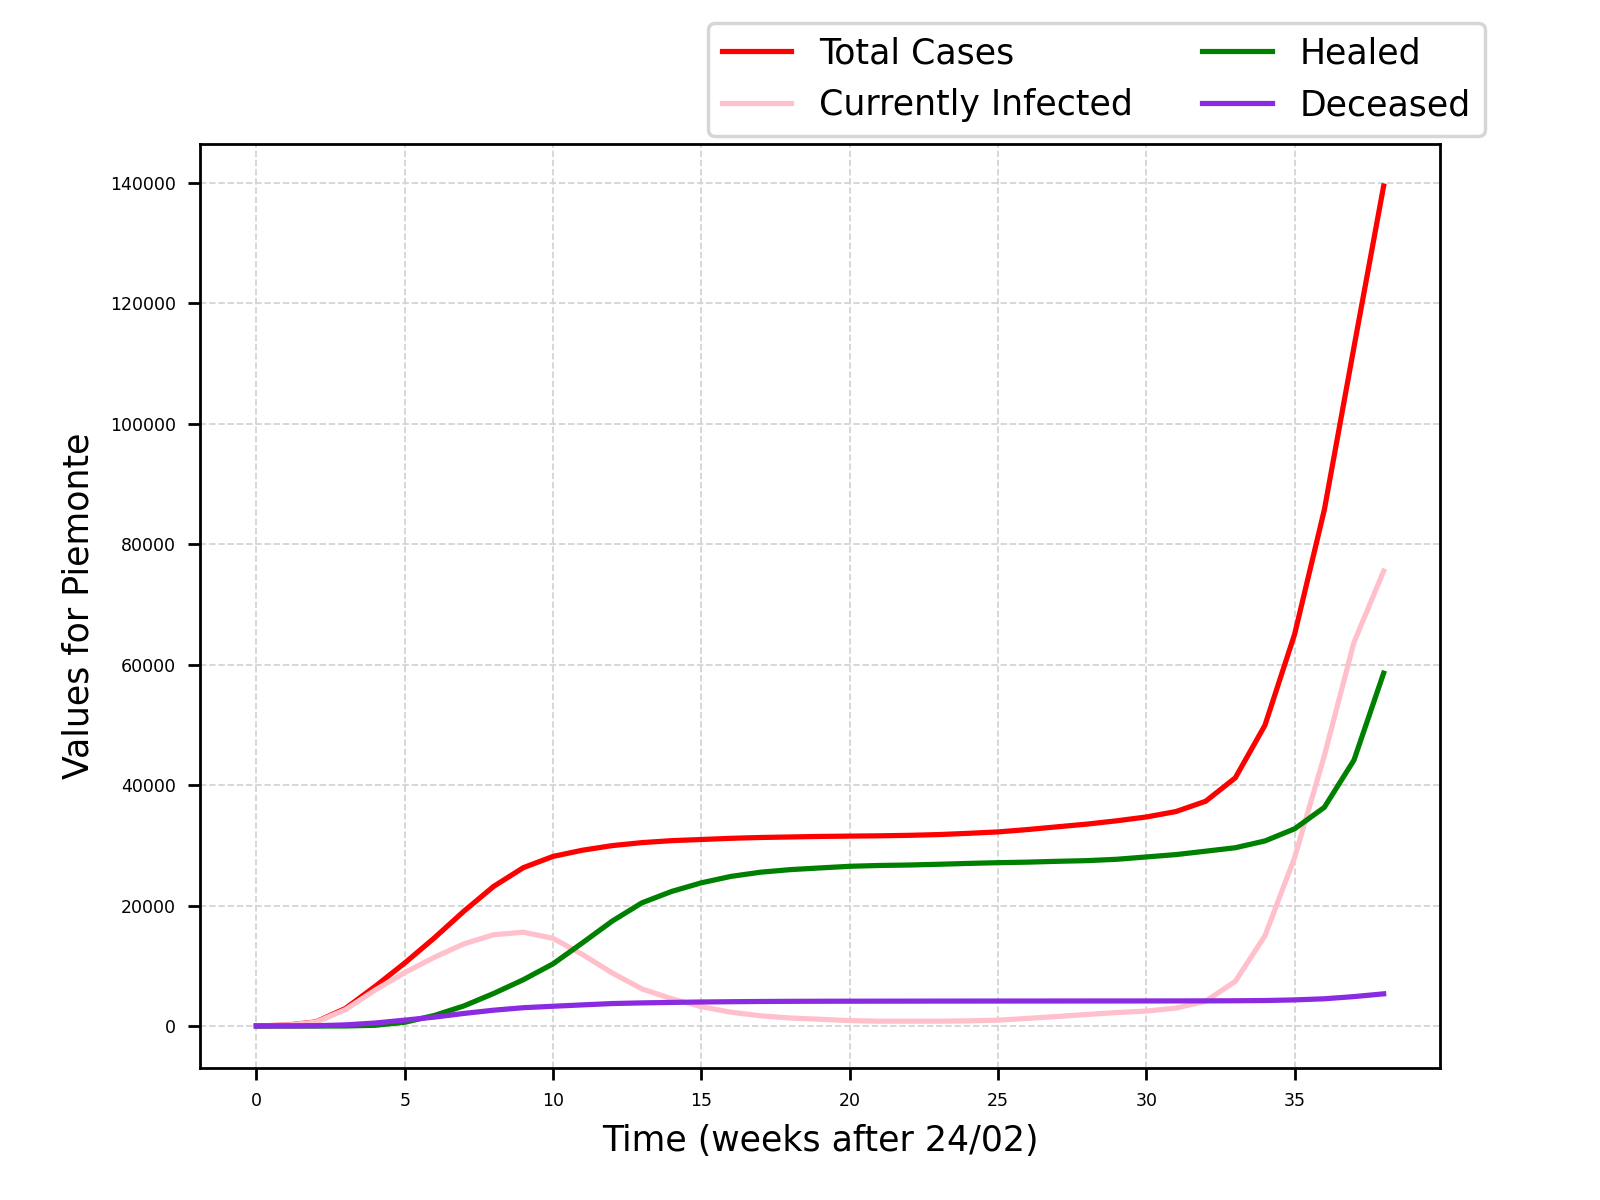 Total Cases
Currently Infected
Healed
Deceased
140000
120000
100000
80000
60000
40000
20000
0
Values for Piemonte
0 5 10 15 20 25 30 35
Time (weeks after 24/02)